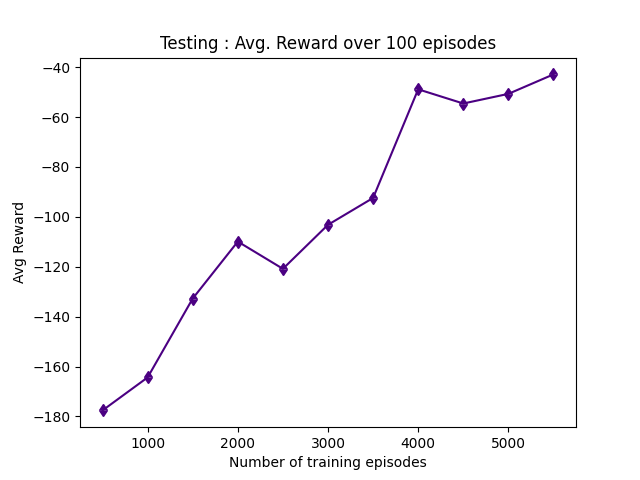 Testing : Avg. Reward over 100 episodes
−40
−60
−80
−100
−120
−140
−160
−180
Avg Reward
1000 2000 3000 4000 5000
Number of training episodes